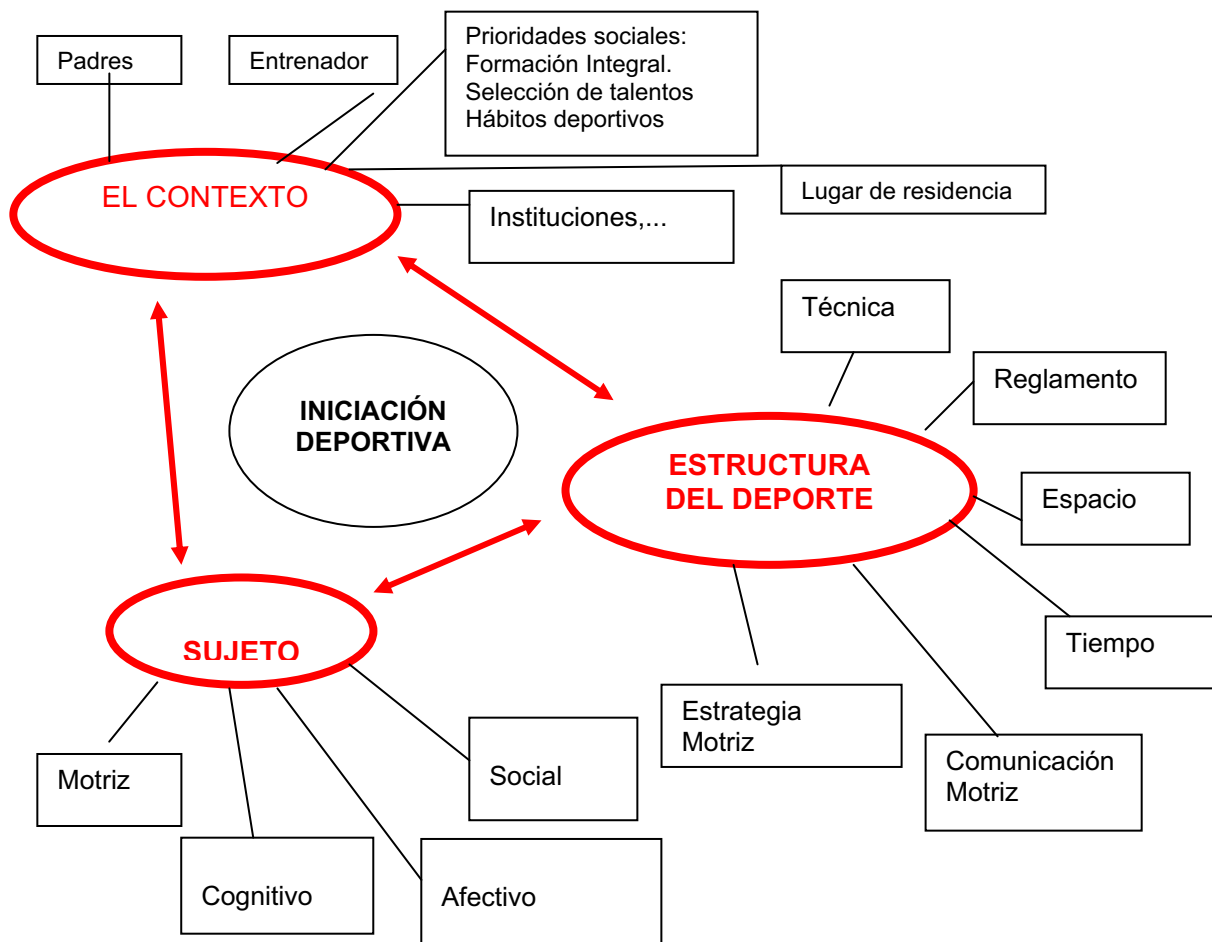 Padres
Entrenador
Prioridades sociales:
Formación Integral.
Selección de talentos
Hábitos deportivos
EL CONTEXTO
Lugar de residencia
Instituciones,...
Técnica
Reglamento
INICIACIÓN
DEPORTIVA
ESTRUCTURA
DEL DEPORTE
Espacio
Tiempo
SUJETO
Estrategia
Motriz
Comunicación
Motriz
Motriz
Social
Cognitivo
Afectivo